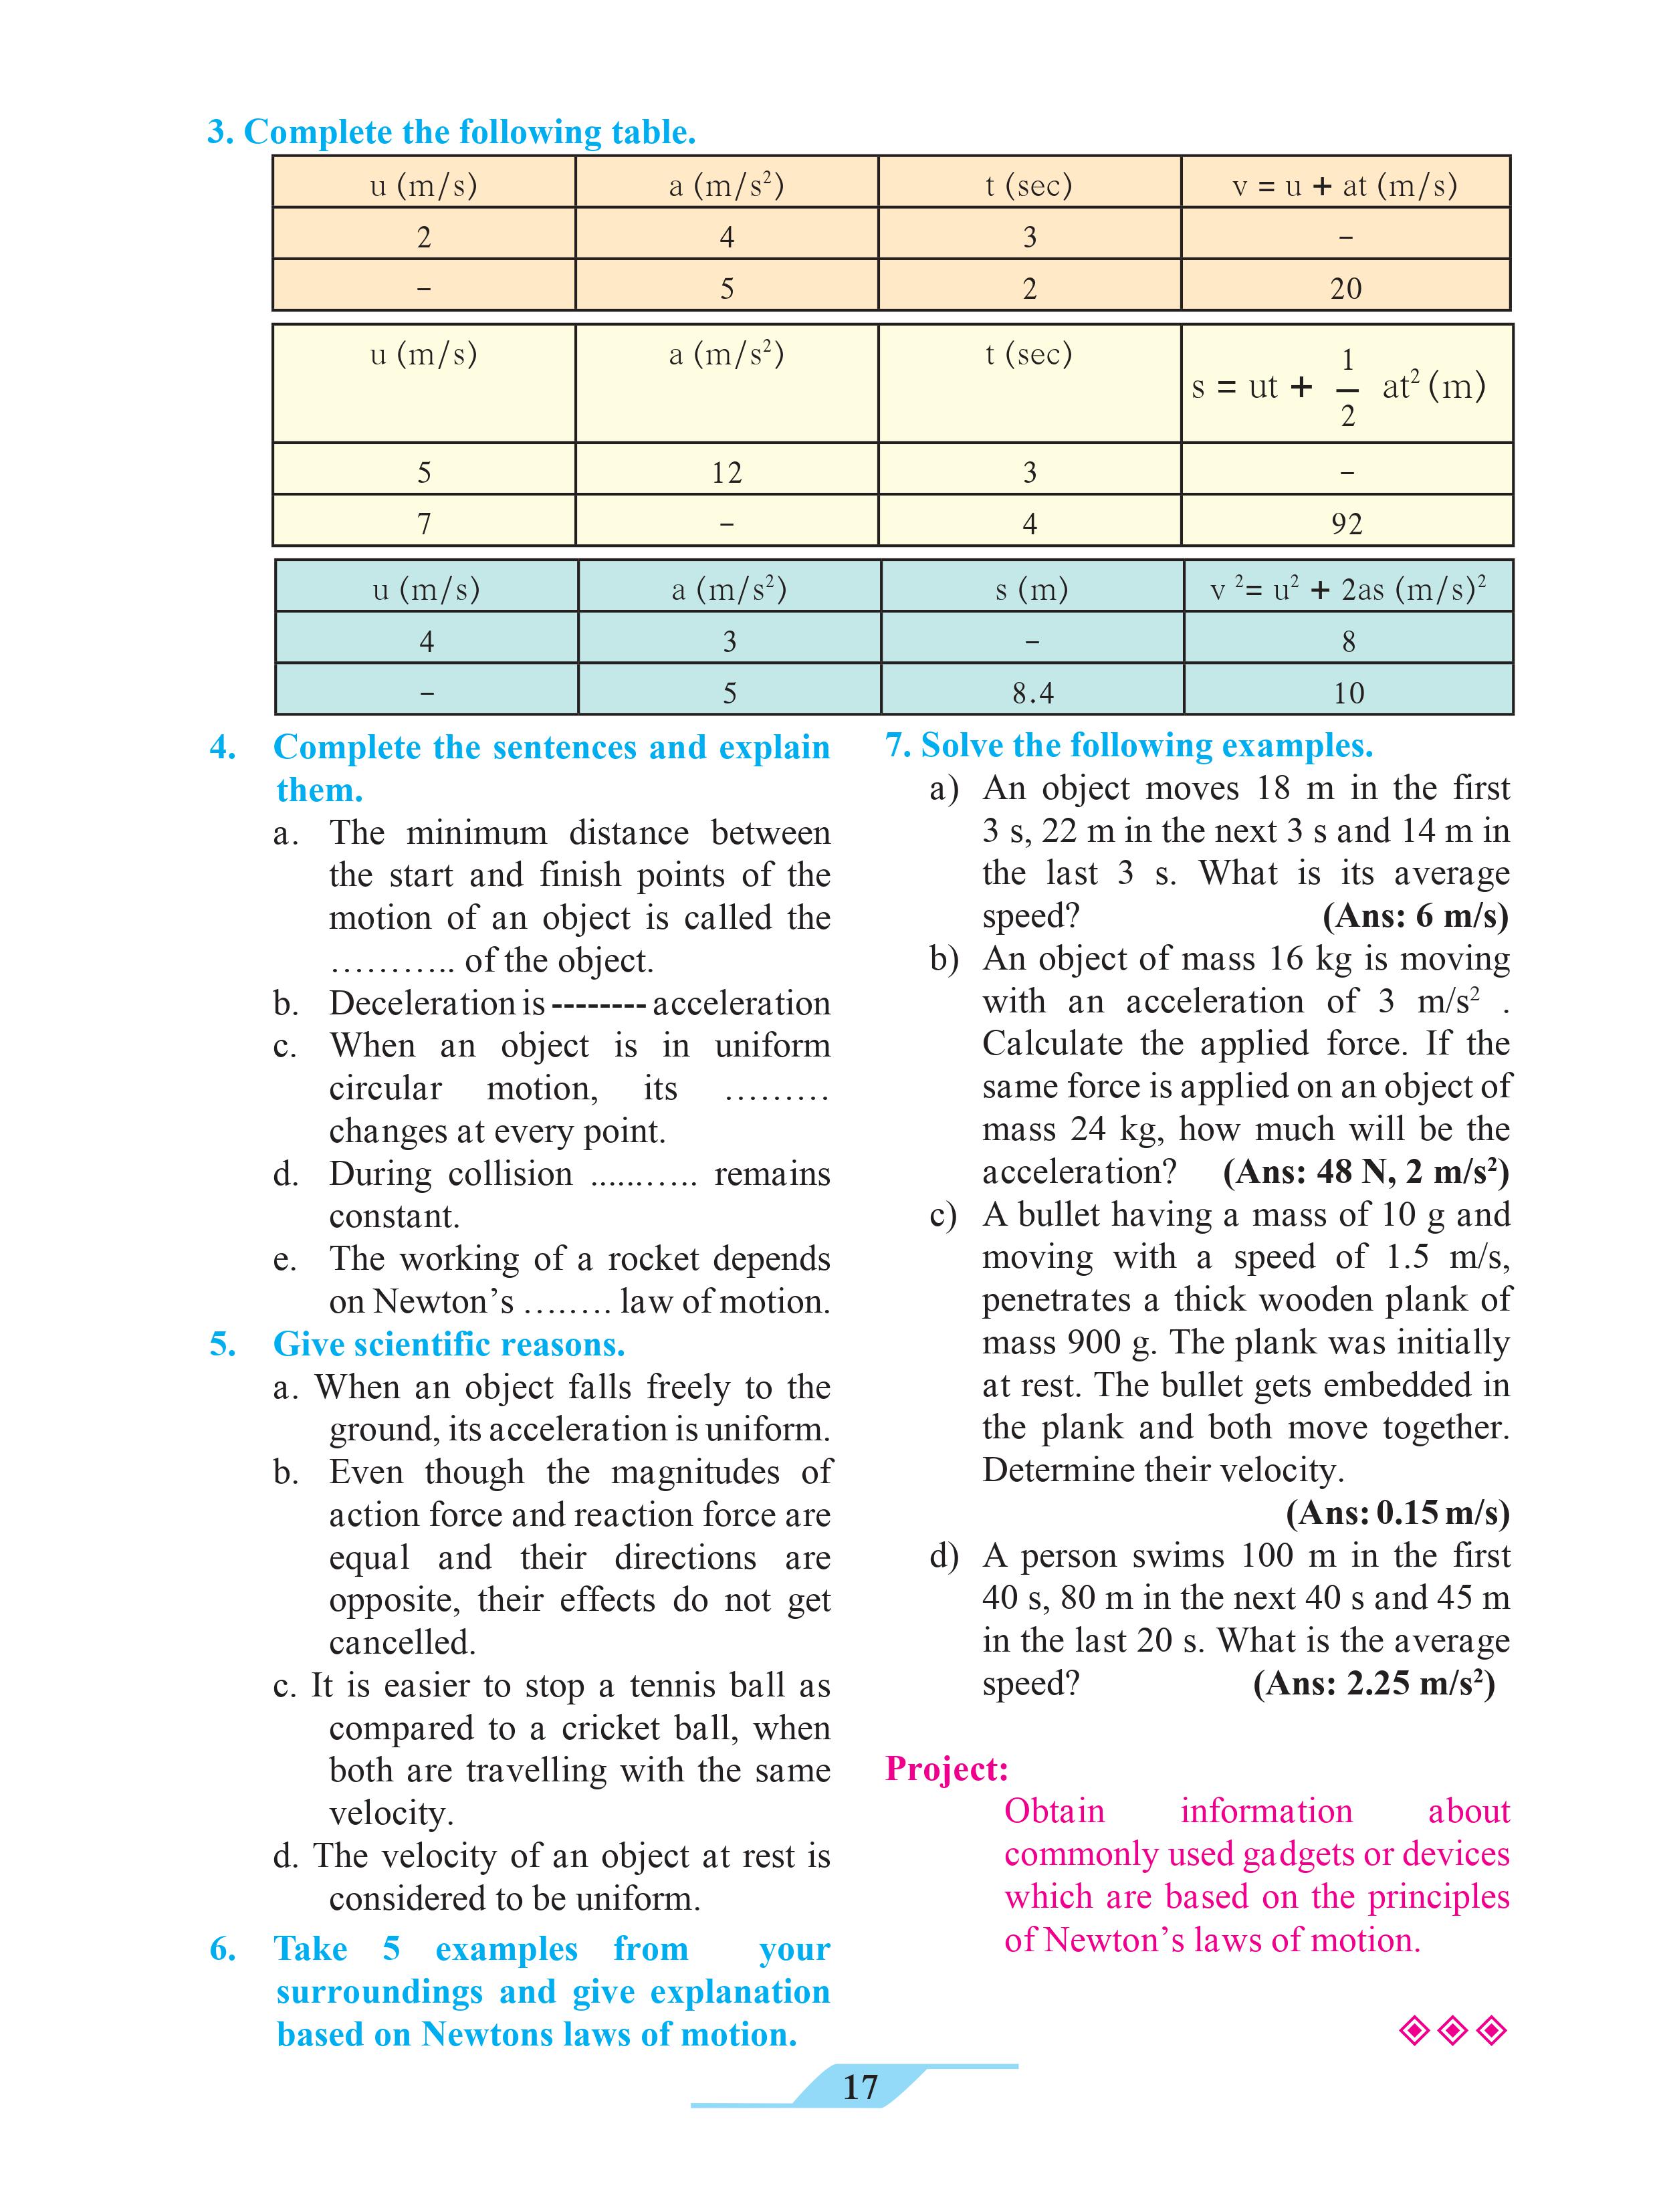 3. Complete the following table.
u (m/s) a (m/s²) t (sec) v = u + at (m/s)
2 4 3 –
– 5 2 20
u (m/s) a (m/s²) t (sec) s = ut + 1/2 at² (m)
5 12 3 –
7 – 4 92
u (m/s) a (m/s²) s (m) v ²= u² + 2as (m/s)²
4 3 – 8
– 5 8.4 10
4. Complete the sentences and explain
them.
a. The minimum distance between
the start and finish points of the
motion of an object is called the
……….. of the object.
b. Deceleration is -------- acceleration
c. When an object is in uniform
circular motion, its ………
changes at every point.
d. During collision ........... remains
constant.
e. The working of a rocket depends
on Newton’s …..… law of motion.
5. Give scientific reasons.
a. When an object falls freely to the
ground, its acceleration is uniform.
b. Even though the magnitudes of
action force and reaction force are
equal and their directions are
opposite, their effects do not get
cancelled.
c. It is easier to stop a tennis ball as
compared to a cricket ball, when
both are travelling with the same
velocity.
d. The velocity of an object at rest is
considered to be uniform.
6. Take 5 examples from your
surroundings and give explanation
based on Newtons laws of motion.
7. Solve the following examples.
a) An object moves 18 m in the first
3 s, 22 m in the next 3 s and 14 m in
the last 3 s. What is its average
speed? (Ans: 6 m/s)
b) An object of mass 16 kg is moving
with an acceleration of 3 m/s² .
Calculate the applied force. If the
same force is applied on an object of
mass 24 kg, how much will be the
acceleration? (Ans: 48 N, 2 m/s²)
c) A bullet having a mass of 10 g and
moving with a speed of 1.5 m/s,
penetrates a thick wooden plank of
mass 900 g. The plank was initially
at rest. The bullet gets embedded in
the plank and both move together.
Determine their velocity.
(Ans: 0.15 m/s)
d) A person swims 100 m in the first
40 s, 80 m in the next 40 s and 45 m
in the last 20 s. What is the average
speed? (Ans: 2.25 m/s²)
Project:
Obtain information about
commonly used gadgets or devices
which are based on the principles
of Newton’s laws of motion.
17